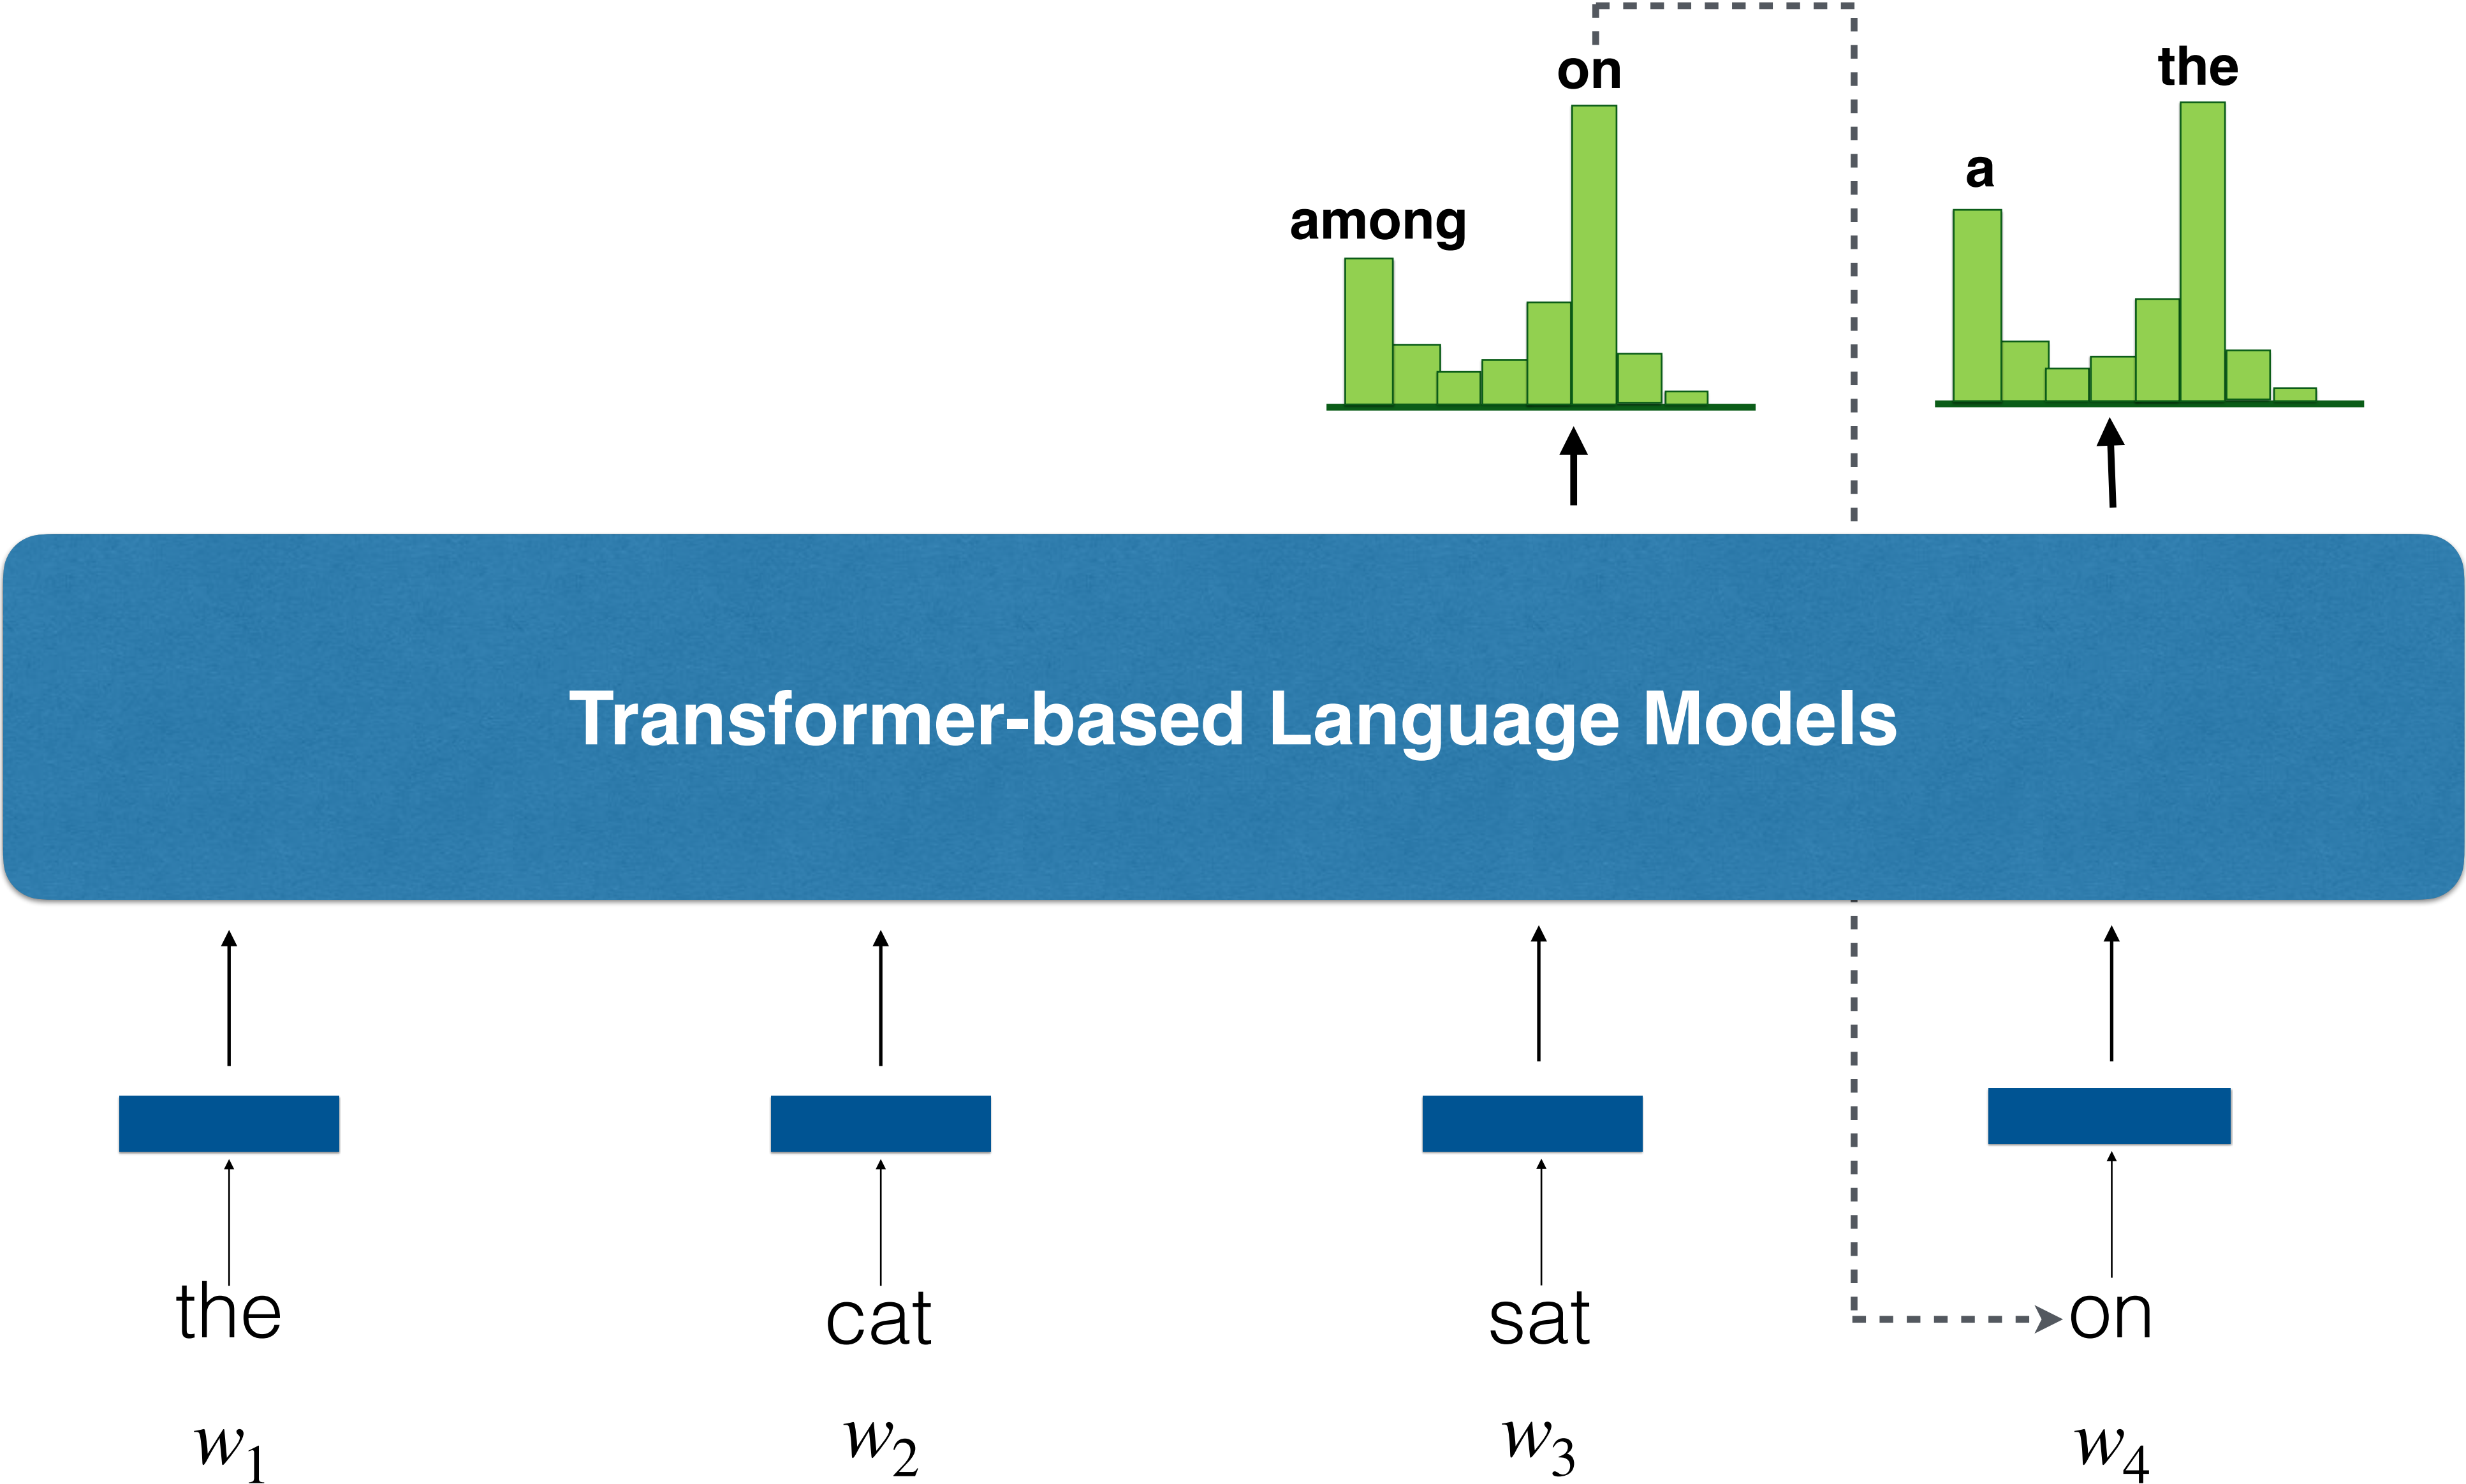 on
the
a
among
Transformer-based Language Models
the
cat
sat
on
w1
w2
w3
w4